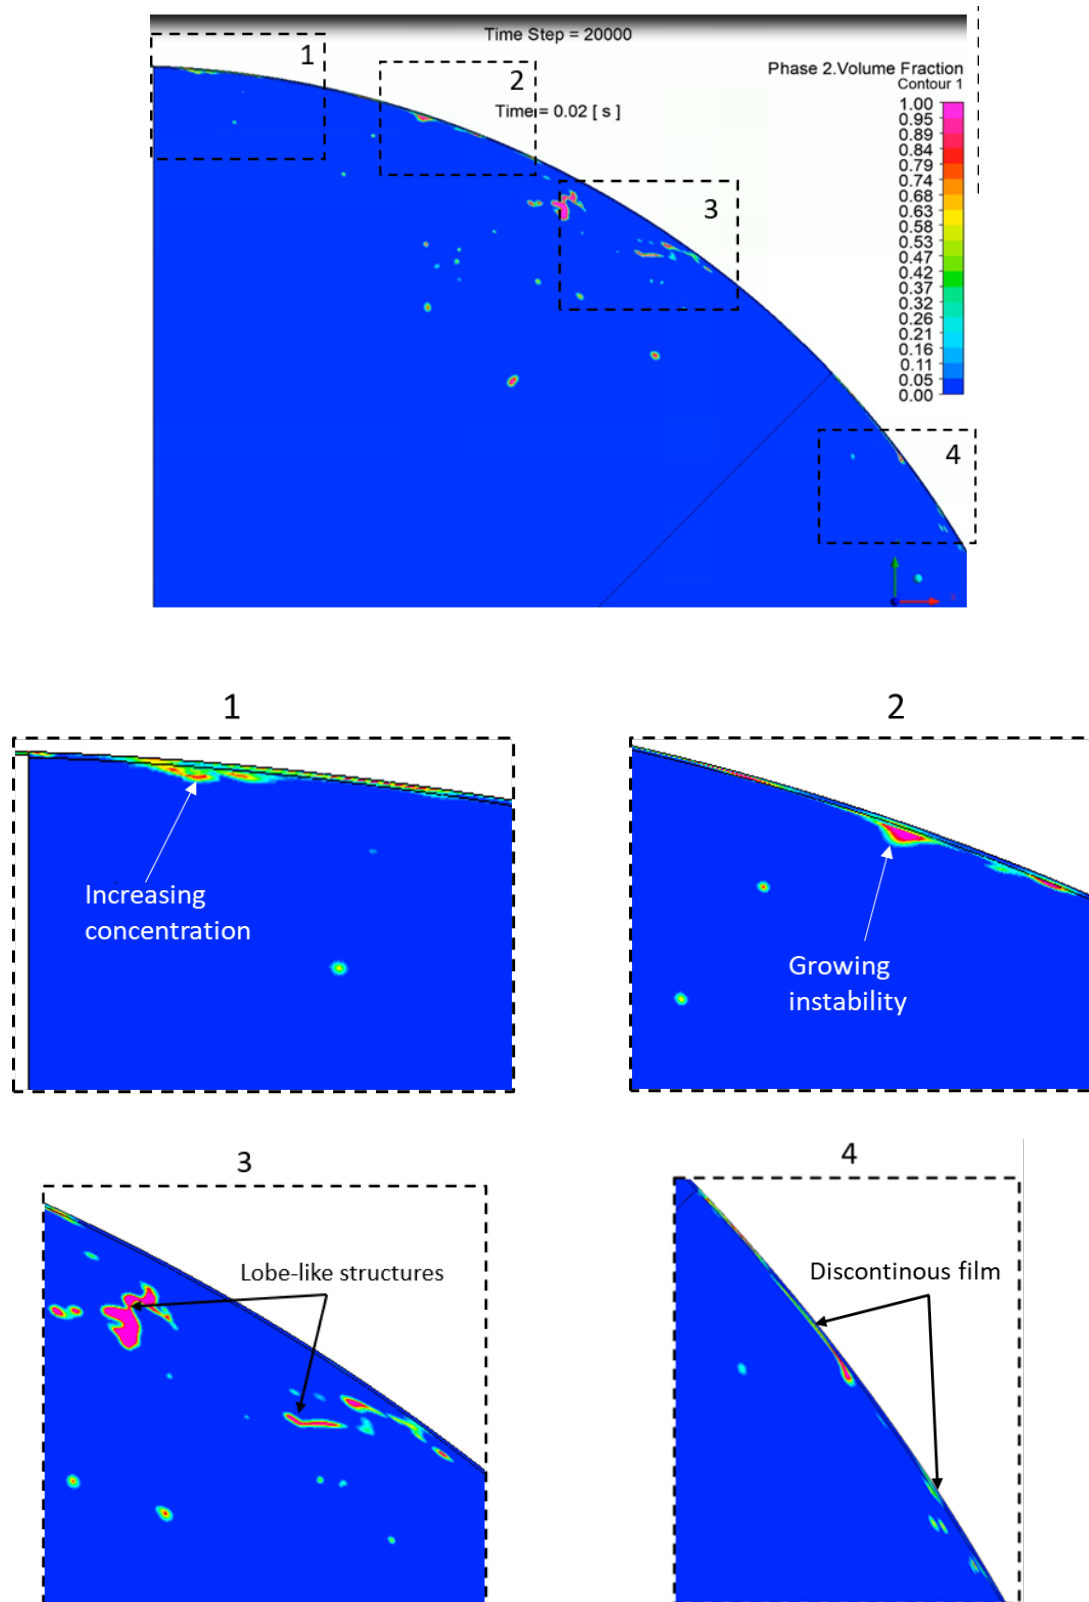 Time Step = 20000
1
2
Phase 2.Volume Fraction
Contour 1
Time = 0.02 [ s ]
1.00
0.95
0.89
0.84
0.79
0.74
0.68
0.63
0.58
0.53
0.47
0.42
0.37
0.32
0.26
0.21
0.16
0.11
0.05
0.00
3
4
x
1
2
Increasing
concentration
Growing
instability
3
4
Lobe-like structures
Discontinous film